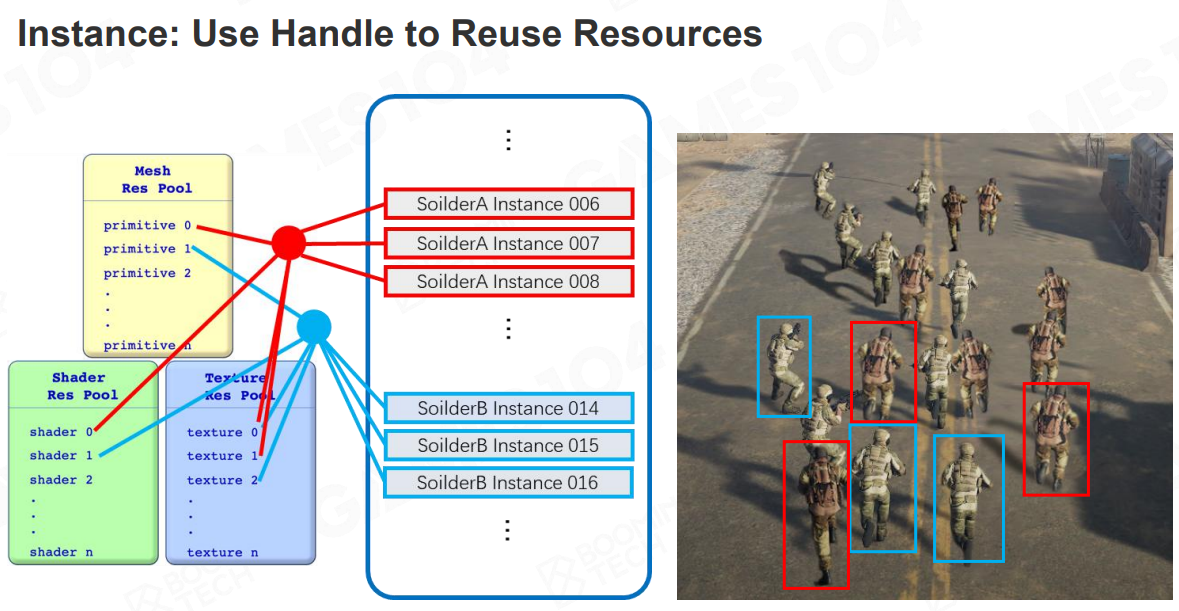 Instance: Use Handle to Reuse Resources
Mesh
Res Pool
primitive 0
primitive 1
primitive 2
.
.
.
primitive n
Shader
Res Pool
shader 0
shader 1
shader 2
.
.
.
shader n
Texture
Res Pool
texture 0
texture 1
texture 2
.
.
.
texture n
⋮
SoilderA Instance 006
SoilderA Instance 007
SoilderA Instance 008
⋮
SoilderB Instance 014
SoilderB Instance 015
SoilderB Instance 016
⋮
GAMES 104
BOOMING
TECH